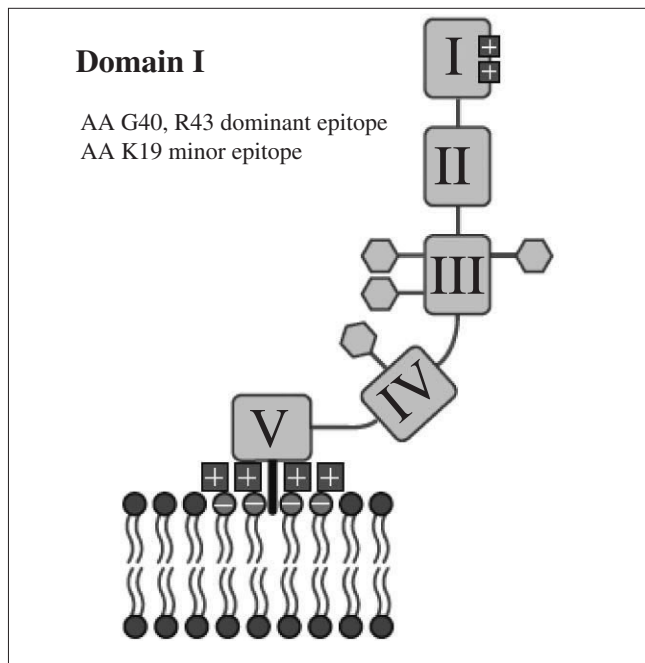 Domain I
AA G40, R43 dominant epitope
AA K19 minor epitope
I
+
+
II
III
IV
V
+ + + +
− − − −